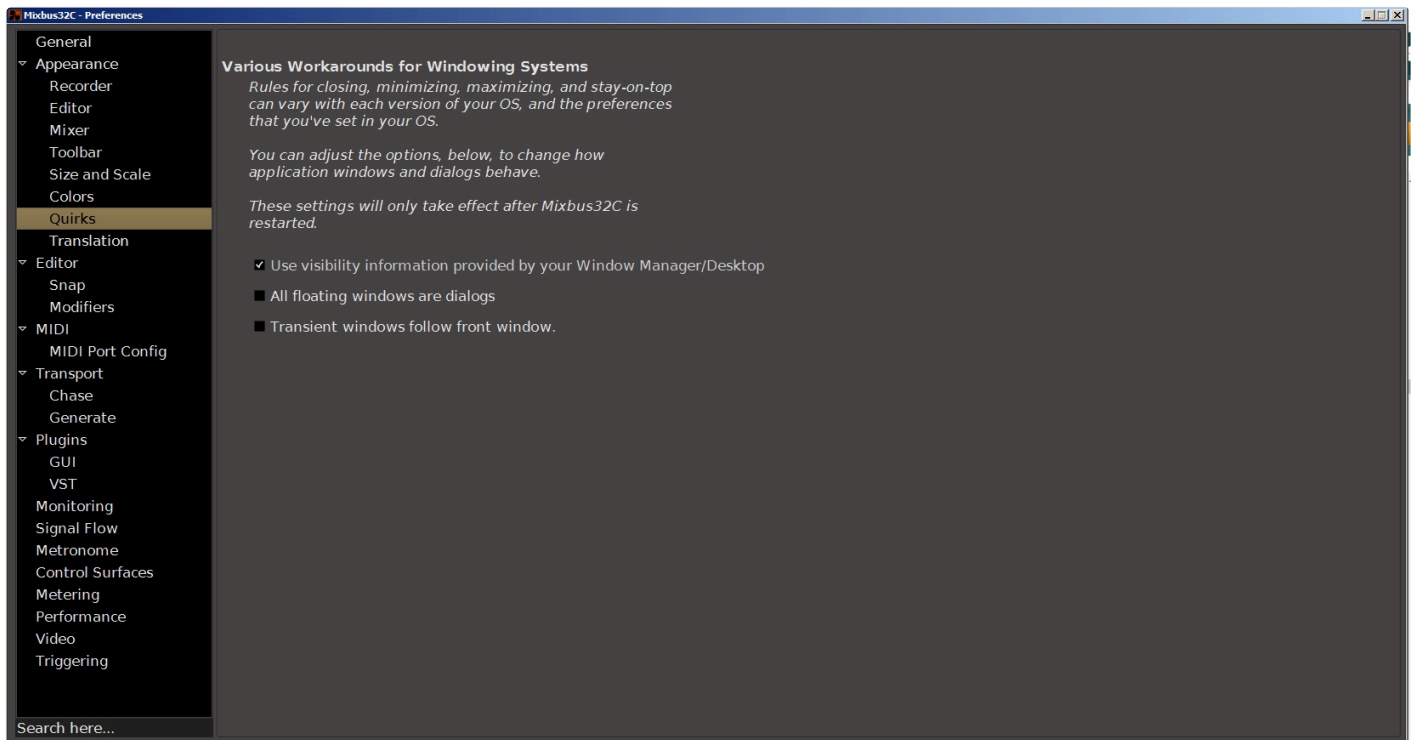 Mixbus32C - Preferences
General
Appearance
Recorder
Editor
Mixer
Toolbar
Size and Scale
Colors
Quirks
Translation
Editor
Snap
Modifiers
MIDI
MIDI Port Config
Transport
Chase
Generate
Plugins
GUI
VST
Monitoring
Signal Flow
Metronome
Control Surfaces
Metering
Performance
Video
Triggering
Search here...
Various Workarounds for Windowing Systems
Rules for closing, minimizing, maximizing, and stay-on-top
can vary with each version of your OS, and the preferences
that you've set in your OS.
You can adjust the options, below, to change how
application windows and dialogs behave.
These settings will only take effect after Mixbus32C is
restarted.
Use visibility information provided by your Window Manager/Desktop
All floating windows are dialogs
Transient windows follow front window.